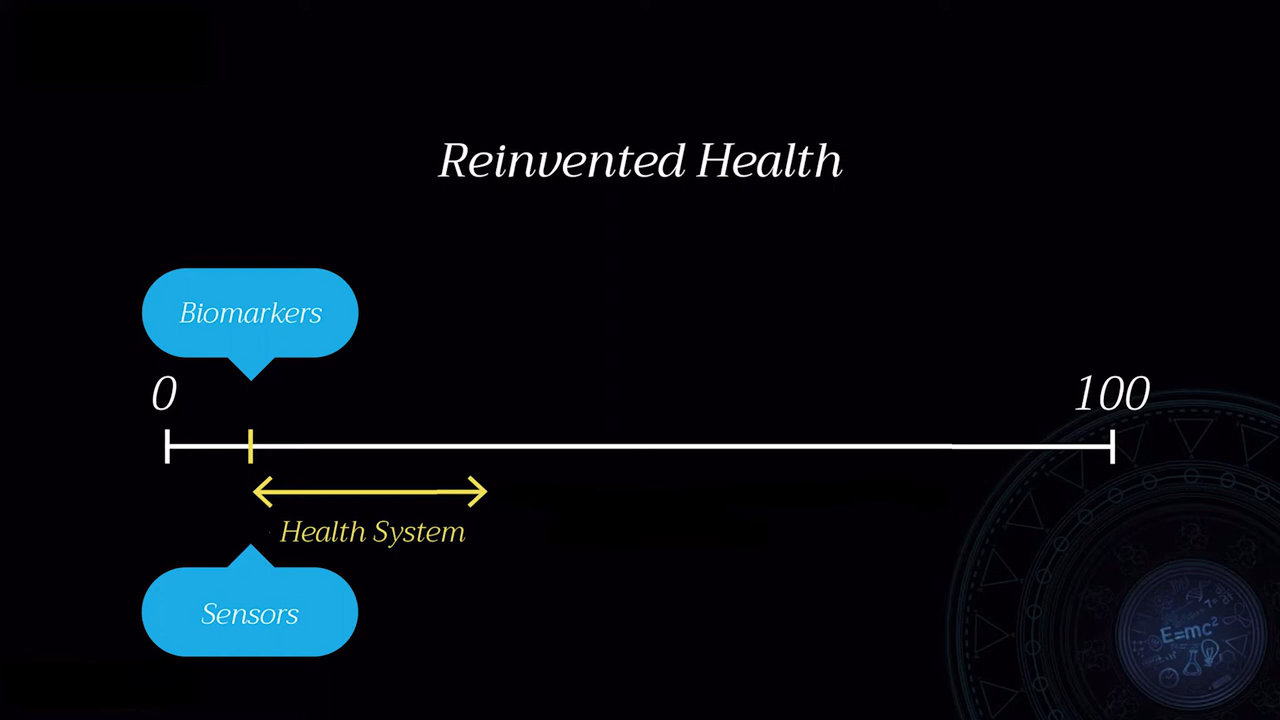 Reinvented Health
Biomarkers
0
100
Health System
Sensors
E=mc²